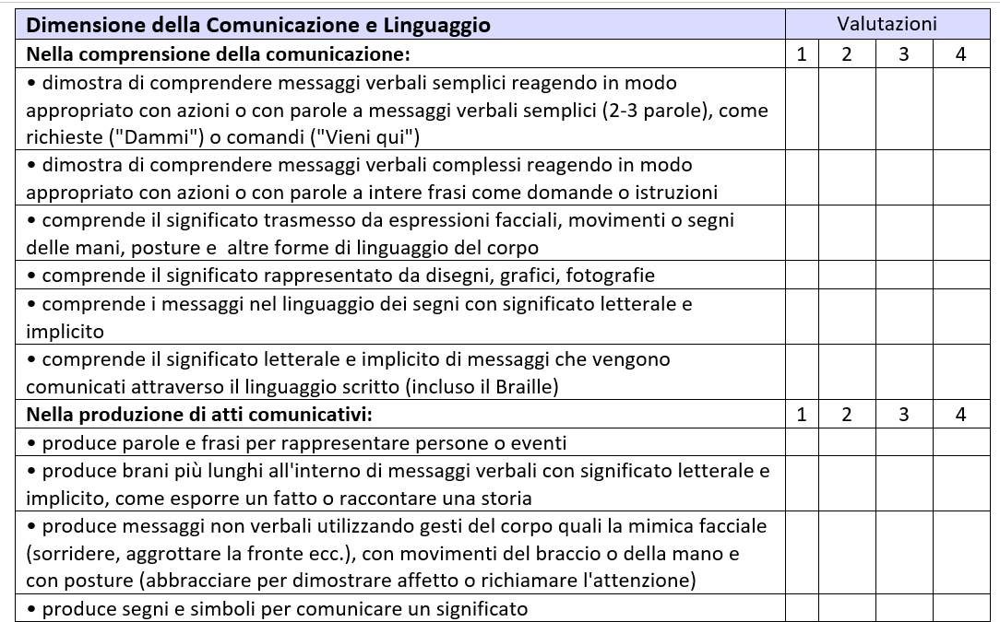 Dimensione della Comunicazione e Linguaggio Valutazioni
Nella comprensione della comunicazione: 1 2 3 4
• dimostra di comprendere messaggi verbali semplici reagendo in modo
appropriato con azioni o con parole a messaggi verbali semplici (2-3 parole), come
richieste ("Dammi") o comandi ("Vieni qui")
• dimostra di comprendere messaggi verbali complessi reagendo in modo
appropriato con azioni o con parole a intere frasi come domande o istruzioni
• comprende il significato trasmesso da espressioni facciali, movimenti o segni
delle mani, posture e  altre forme di linguaggio del corpo
• comprende il significato rappresentato da disegni, grafici, fotografie
• comprende i messaggi nel linguaggio dei segni con significato letterale e
implicito
• comprende il significato letterale e implicito di messaggi che vengono
comunicati attraverso il linguaggio scritto (incluso il Braille)
Nella produzione di atti comunicativi: 1 2 3 4
• produce parole e frasi per rappresentare persone o eventi
• produce brani più lunghi all'interno di messaggi verbali con significato letterale e
implicito, come esporre un fatto o raccontare una storia
• produce messaggi non verbali utilizzando gesti del corpo quali la mimica facciale
(sorridere, aggrottare la fronte ecc.), con movimenti del braccio o della mano e
con posture (abbracciare per dimostrare affetto o richiamare l'attenzione)
• produce segni e simboli per comunicare un significato